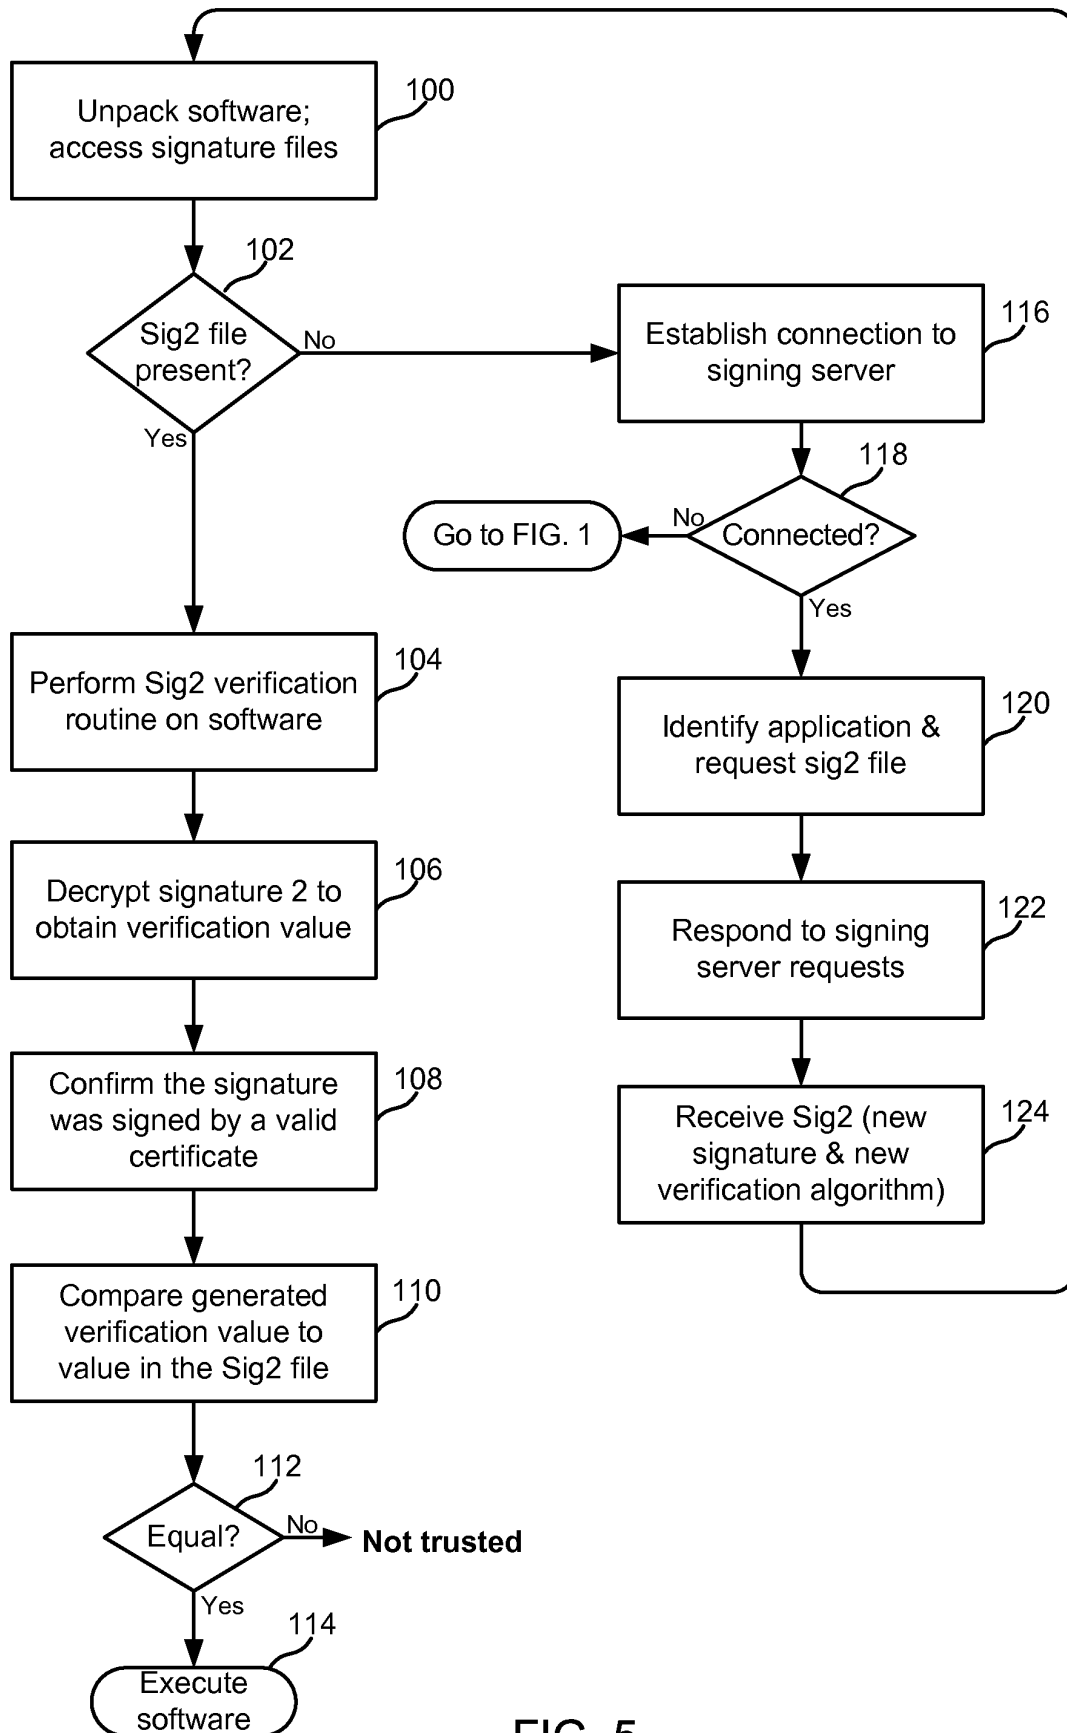 Unpack software;
access signature files
100
102
Sig2 file
present?
No
Yes
Establish connection to
signing server
116
118
Connected?
No
Go to FIG. 1
Yes
Perform Sig2 verification
routine on software
104
Identify application &
request sig2 file
120
Decrypt signature 2 to
obtain verification value
106
Respond to signing
server requests
122
Confirm the signature
was signed by a valid
certificate
108
Receive Sig2 (new
signature & new
verification algorithm)
124
Compare generated
verification value to
value in the Sig2 file
110
112
Equal?
No
Not trusted
Yes
114
Execute
software
FIG. 5